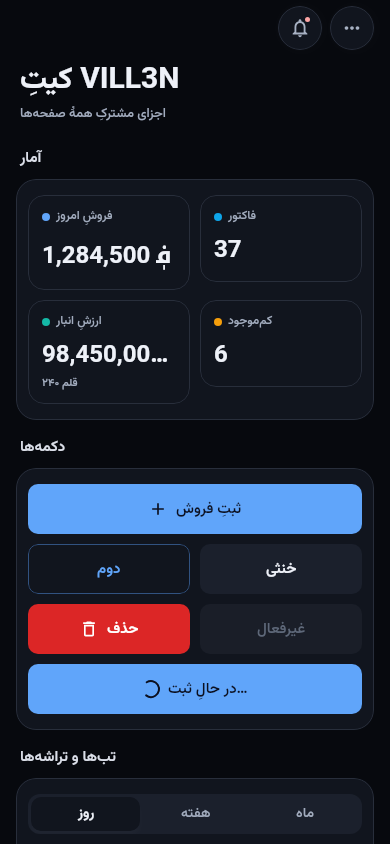 کیتِ VILL3N
اجزای مشترکِ همهٔ صفحه‌ها
آمار
فاکتور
37
فروشِ امروز
1,284,500 ؋
کم‌موجود
6
ارزشِ انبار
98,450,00…
۲۴۰ قلم
دکمه‌ها
ثبتِ فروش
خنثی
دوم
غیرفعال
حذف
در حالِ ثبت…
تب‌ها و تراشه‌ها
ماه
هفته
روز